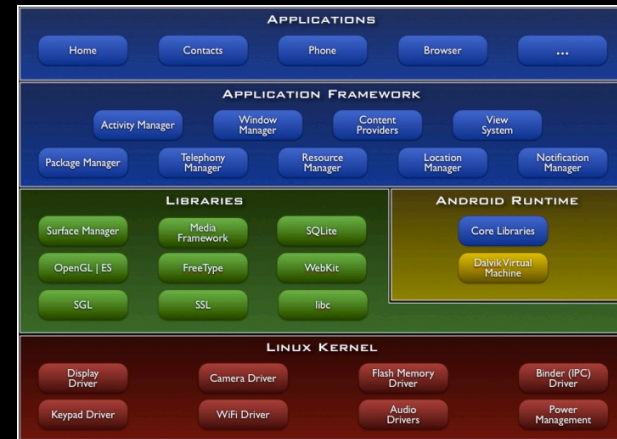 APPLICATIONS
Home Contacts Phone Browser ...
APPLICATION FRAMEWORK
Activity Manager Window Manager Content Providers View System
Package Manager Telephony Manager Resource Manager Location Manager Notification Manager
LIBRARIES
Surface Manager Media Framework SQLite
OpenGL | ES FreeType WebKit
SGL SSL libc
ANDROID RUNTIME
Core Libraries
Dalvik Virtual Machine
LINUX KERNEL
Display Driver Camera Driver Flash Memory Driver Binder (IPC) Driver
Keypad Driver WiFi Driver Audio Drivers Power Management